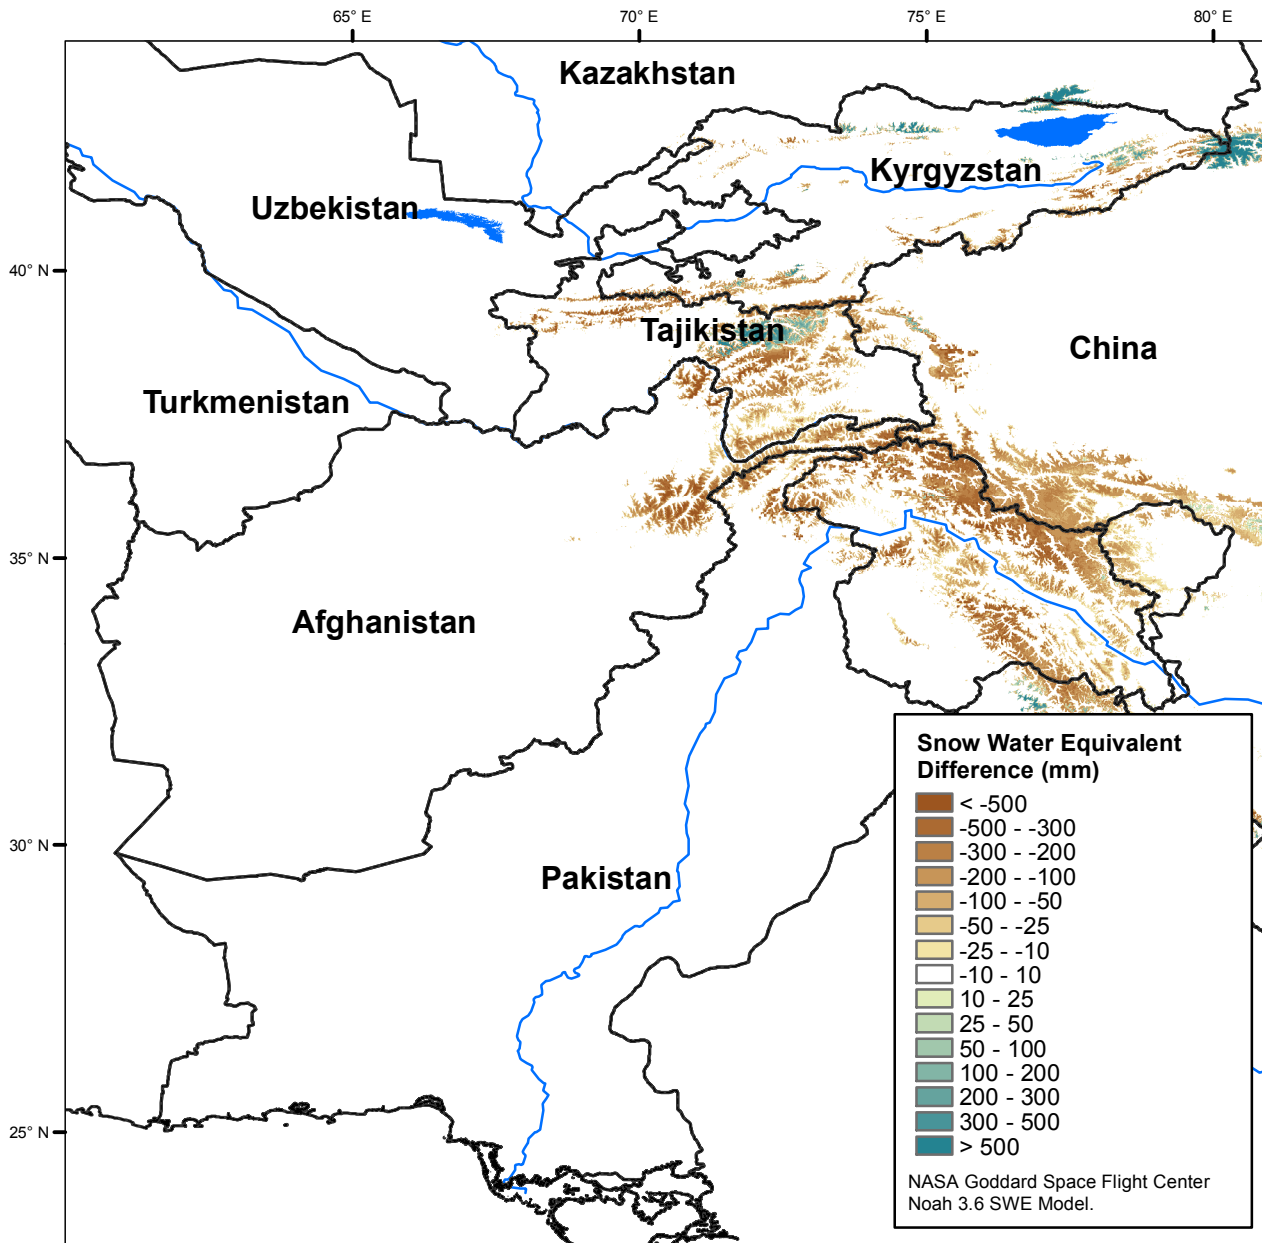 65° E
70° E
75° E
80° E
Kazakhstan
Kyrgyzstan
Uzbekistan
40° N
Tajikistan
China
Turkmenistan
35° N
Afghanistan
30° N
Pakistan
25° N
Snow Water Equivalent
Difference (mm)
< -500
-500 - -300
-300 - -200
-200 - -100
-100 - -50
-50 - -25
-25 - -10
-10 - 10
10 - 25
25 - 50
50 - 100
100 - 200
200 - 300
300 - 500
> 500
NASA Goddard Space Flight Center
Noah 3.6 SWE Model.